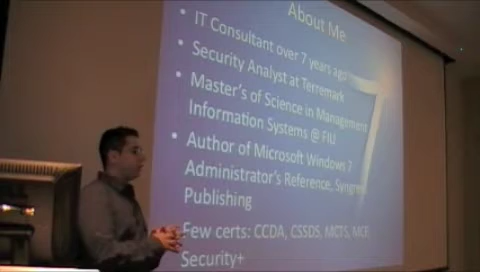 About Me
• IT Consultant over 7 years ago
• Security Analyst at Terremark
• Master's of Science in Management
Information Systems @ FIU
• Author of Microsoft Windows 7
Administrator's Reference, Syngress
Publishing
Few certs: CCDA, CSSDS, MCTS, MCP,
Security+